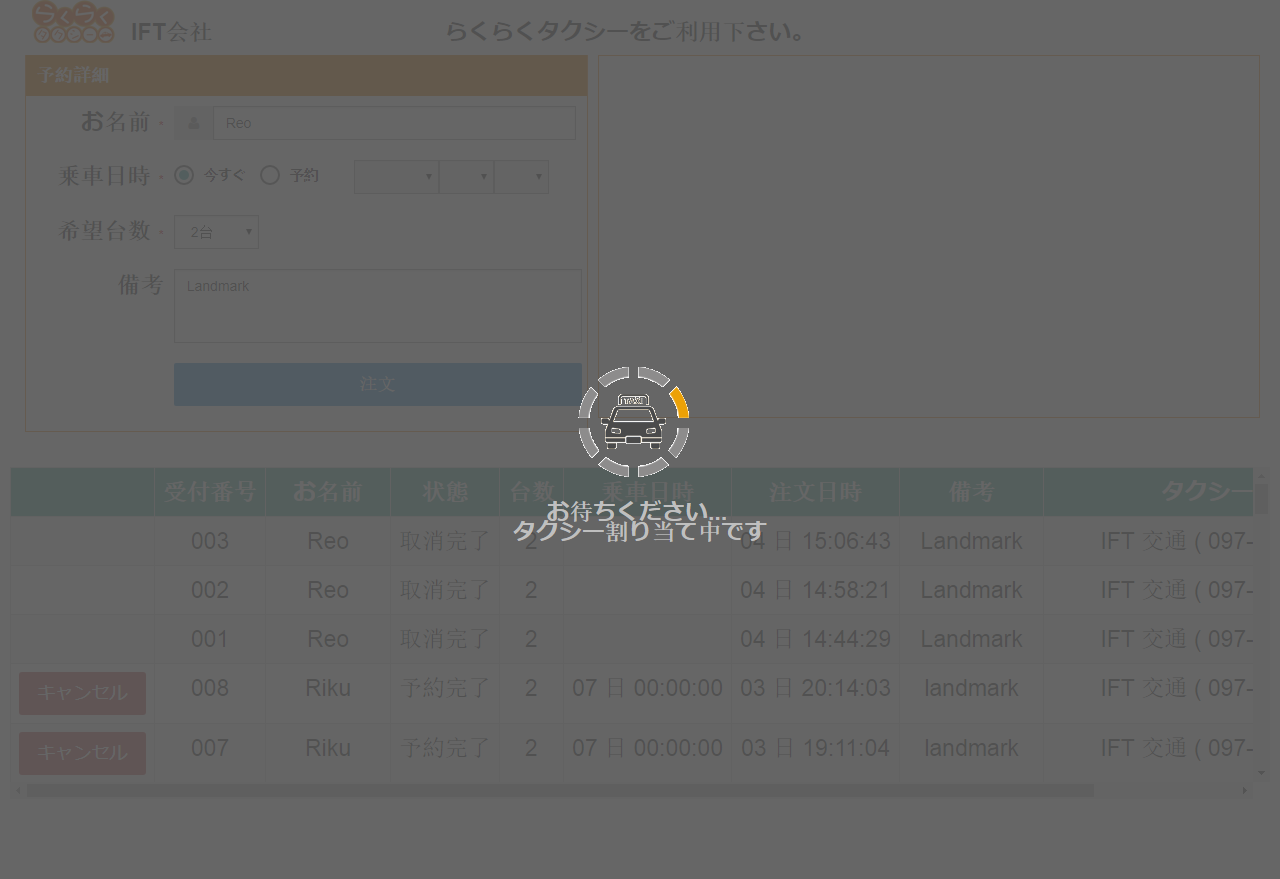 らくらく
タクシー
IFT会社
らくらくタクシーをご利用下さい。
予約詳細
お名前 * Reo
乗車日時 * 今すぐ 予約
希望台数 * 2台
備考 Landmark
注文
TAXI
お待ちください...
タクシー割り当て中です
受付番号 お名前 状態 台数 乗車日時 注文日時 備考 タクシー
003 Reo 取消完了 2 04 日 15:06:43 Landmark IFT 交通 ( 097-
002 Reo 取消完了 2 04 日 14:58:21 Landmark IFT 交通 ( 097-
001 Reo 取消完了 2 04 日 14:44:29 Landmark IFT 交通 ( 097-
キャンセル 008 Riku 予約完了 2 07 日 00:00:00 03 日 20:14:03 landmark IFT 交通 ( 097-
キャンセル 007 Riku 予約完了 2 07 日 00:00:00 03 日 19:11:04 landmark IFT 交通 ( 097-